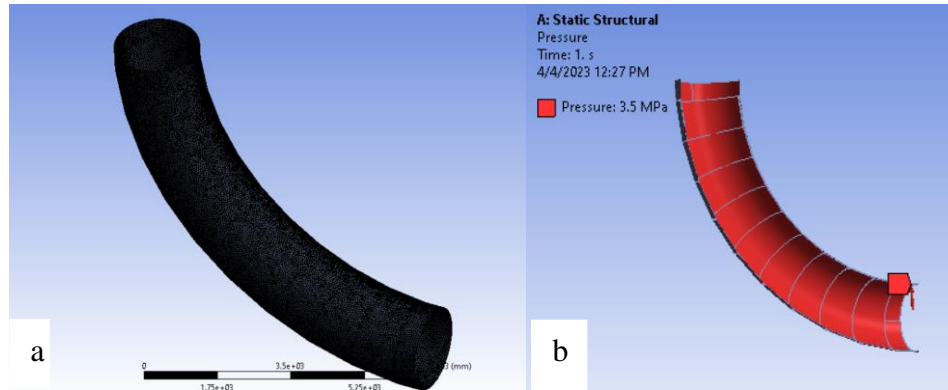 A: Static Structural
Pressure
Time: 1. s
4/4/2023 12:27 PM
Pressure: 3.5 MPa
a
b
0
3.5e+03
(mm)
1.75e+03
5.25e+03